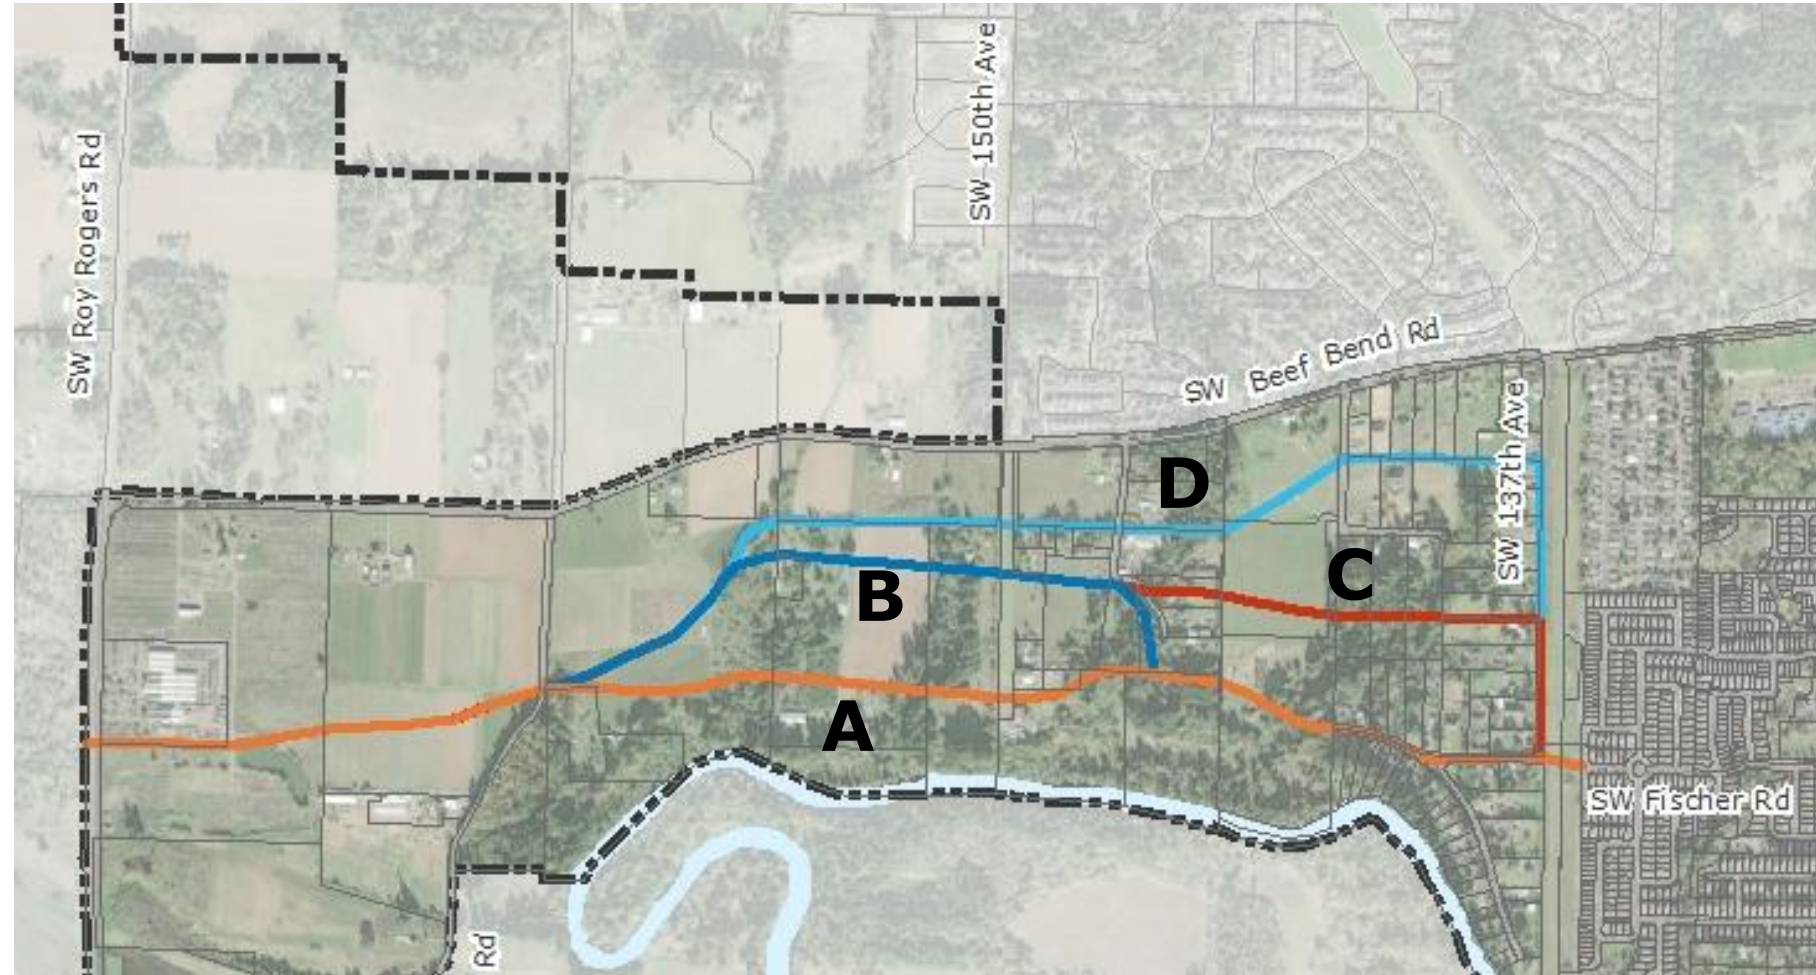 SW Roy Rogers Rd
SW 150th Ave
SW Beef Bend Rd
SW 137th Ave
D
C
B
A
SW Fischer Rd
Rd